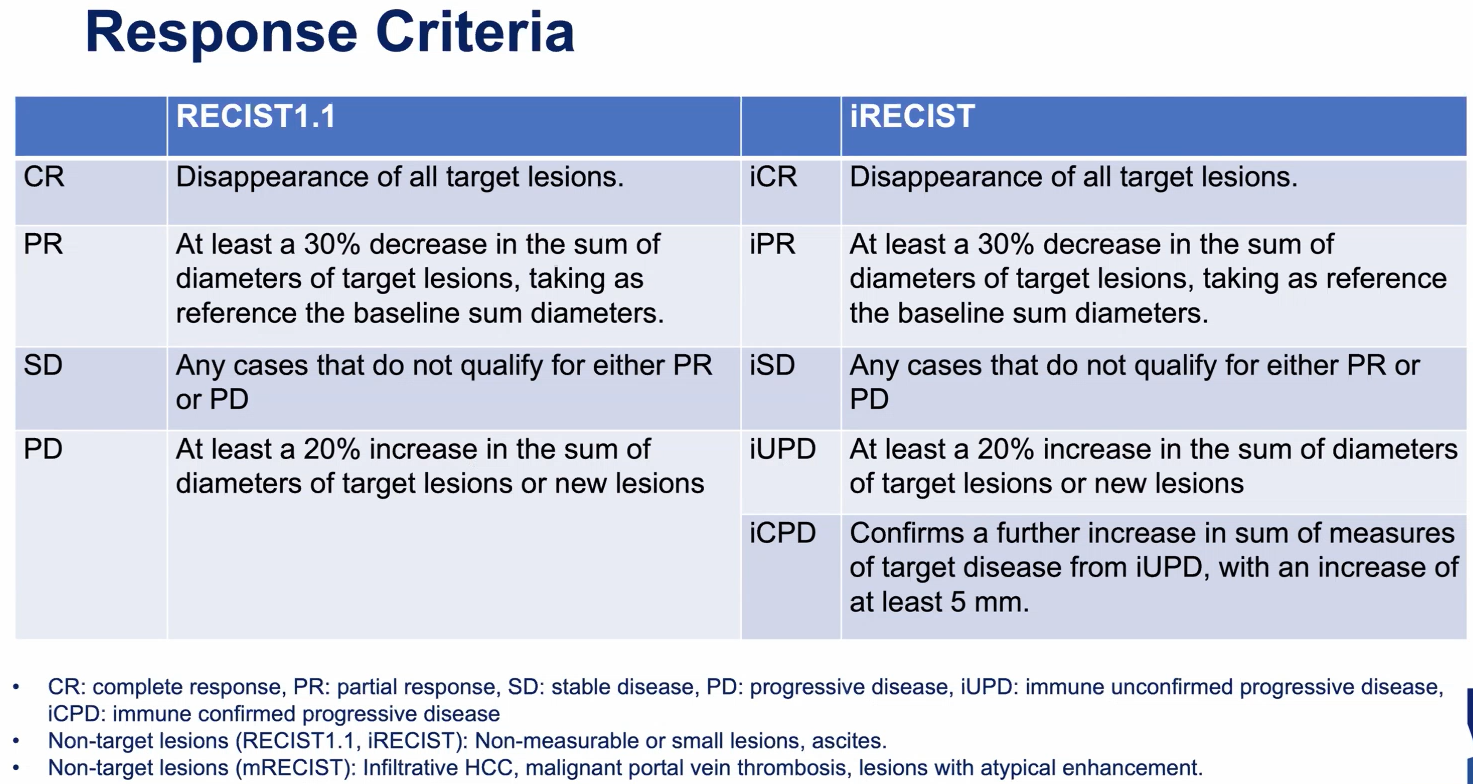 Response Criteria
RECIST1.1
iRECIST
CR
Disappearance of all target lesions.
iCR
Disappearance of all target lesions.
PR
At least a 30% decrease in the sum of
diameters of target lesions, taking as
reference the baseline sum diameters.
iPR
At least a 30% decrease in the sum of
diameters of target lesions, taking as reference
the baseline sum diameters.
SD
Any cases that do not qualify for either PR
or PD
iSD
Any cases that do not qualify for either PR or
PD
PD
At least a 20% increase in the sum of
diameters of target lesions or new lesions
iUPD
At least a 20% increase in the sum of diameters
of target lesions or new lesions
iCPD
Confirms a further increase in sum of measures
of target disease from iUPD, with an increase of
at least 5 mm.
• CR: complete response, PR: partial response, SD: stable disease, PD: progressive disease, iUPD: immune unconfirmed progressive disease,
iCPD: immune confirmed progressive disease
• Non-target lesions (RECIST1.1, iRECIST): Non-measurable or small lesions, ascites.
• Non-target lesions (mRECIST): Infiltrative HCC, malignant portal vein thrombosis, lesions with atypical enhancement.